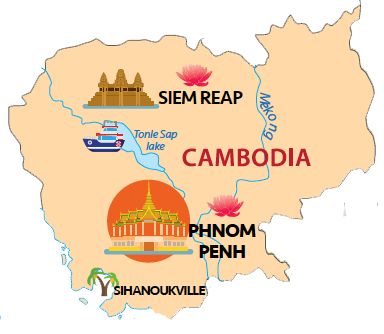 SIEM REAP
Mekong
Tonle Sap
lake
CAMBODIA
PHNOM
PENH
SIHANOUKVILLE